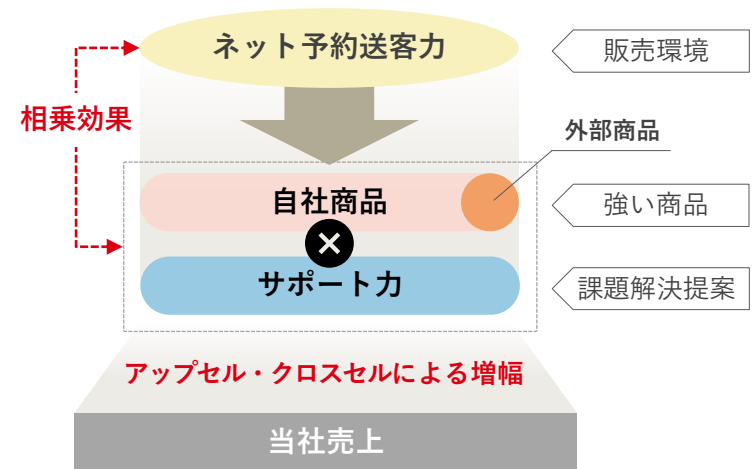 ネット予約送客力
販売環境
相乗効果
外部商品
自社商品
強い商品
×
サポート力
課題解決提案
アップセル・クロスセルによる増幅
当社売上